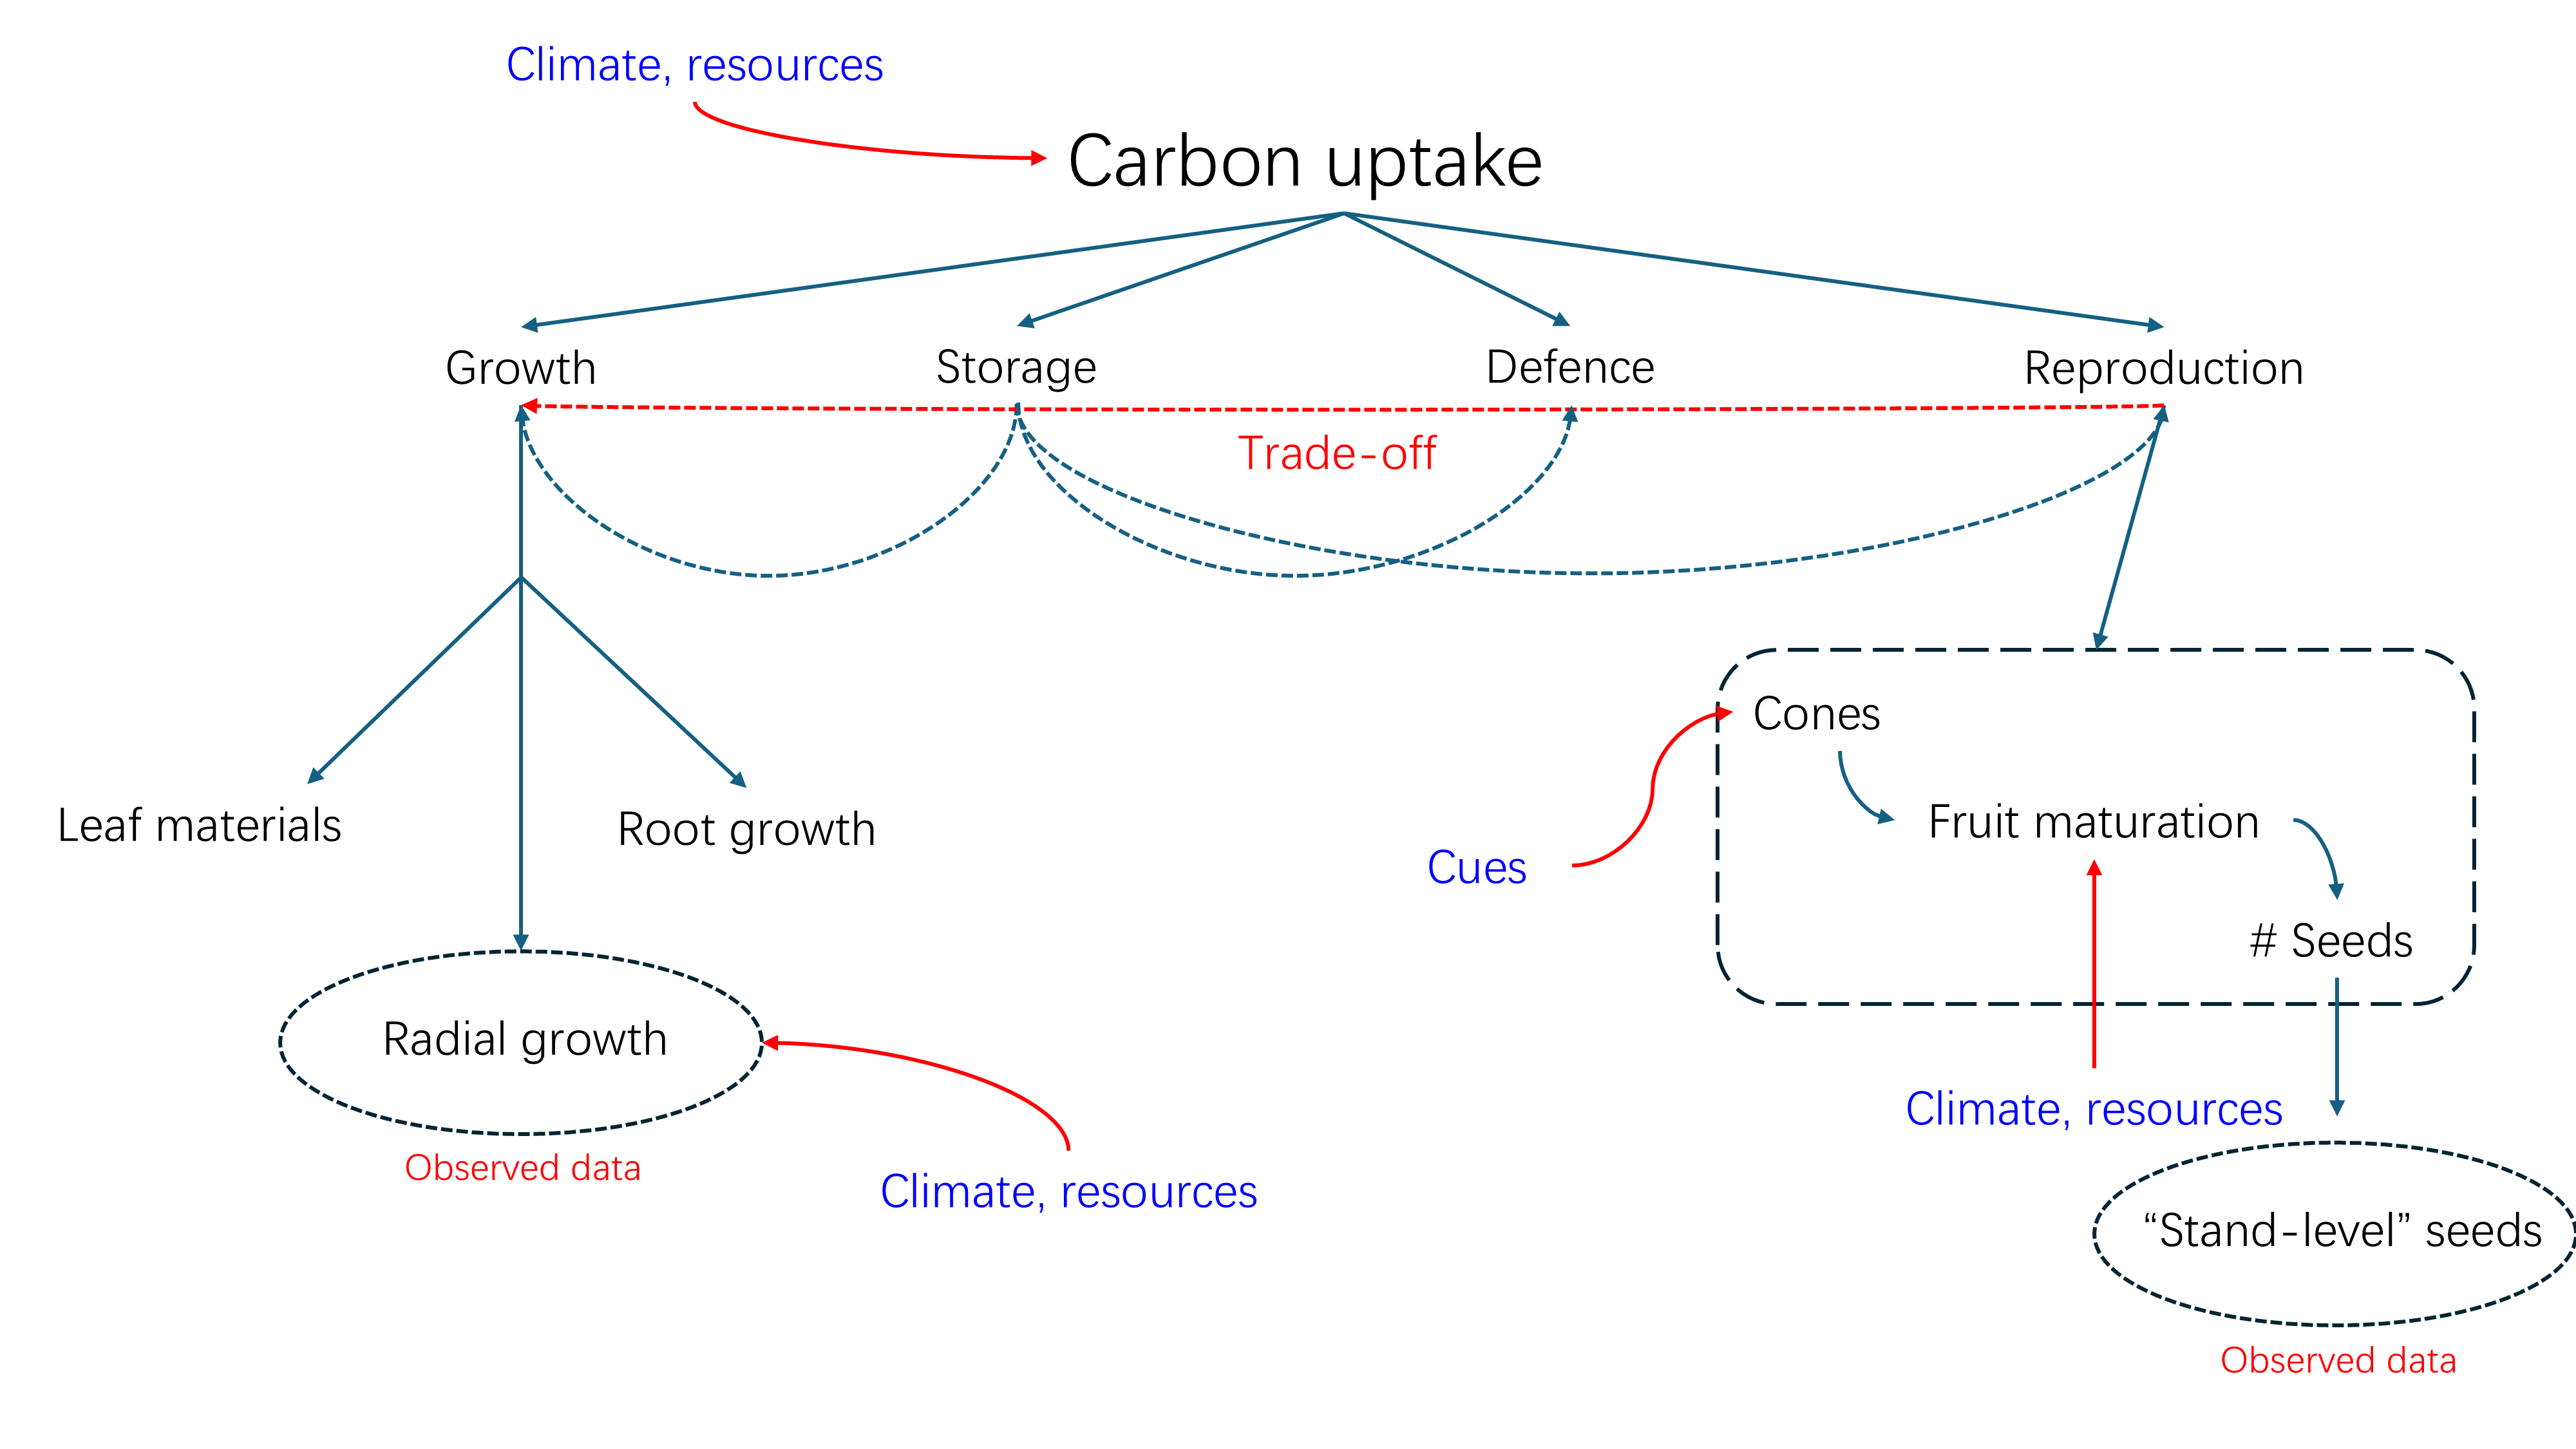 Climate, resources
Carbon uptake
Growth
Storage
Defence
Reproduction
Trade-off
Cones
Leaf materials
Root growth
Fruit maturation
Cues
# Seeds
Radial growth
Climate, resources
Observed data
Climate, resources
“Stand-level” seeds
Observed data